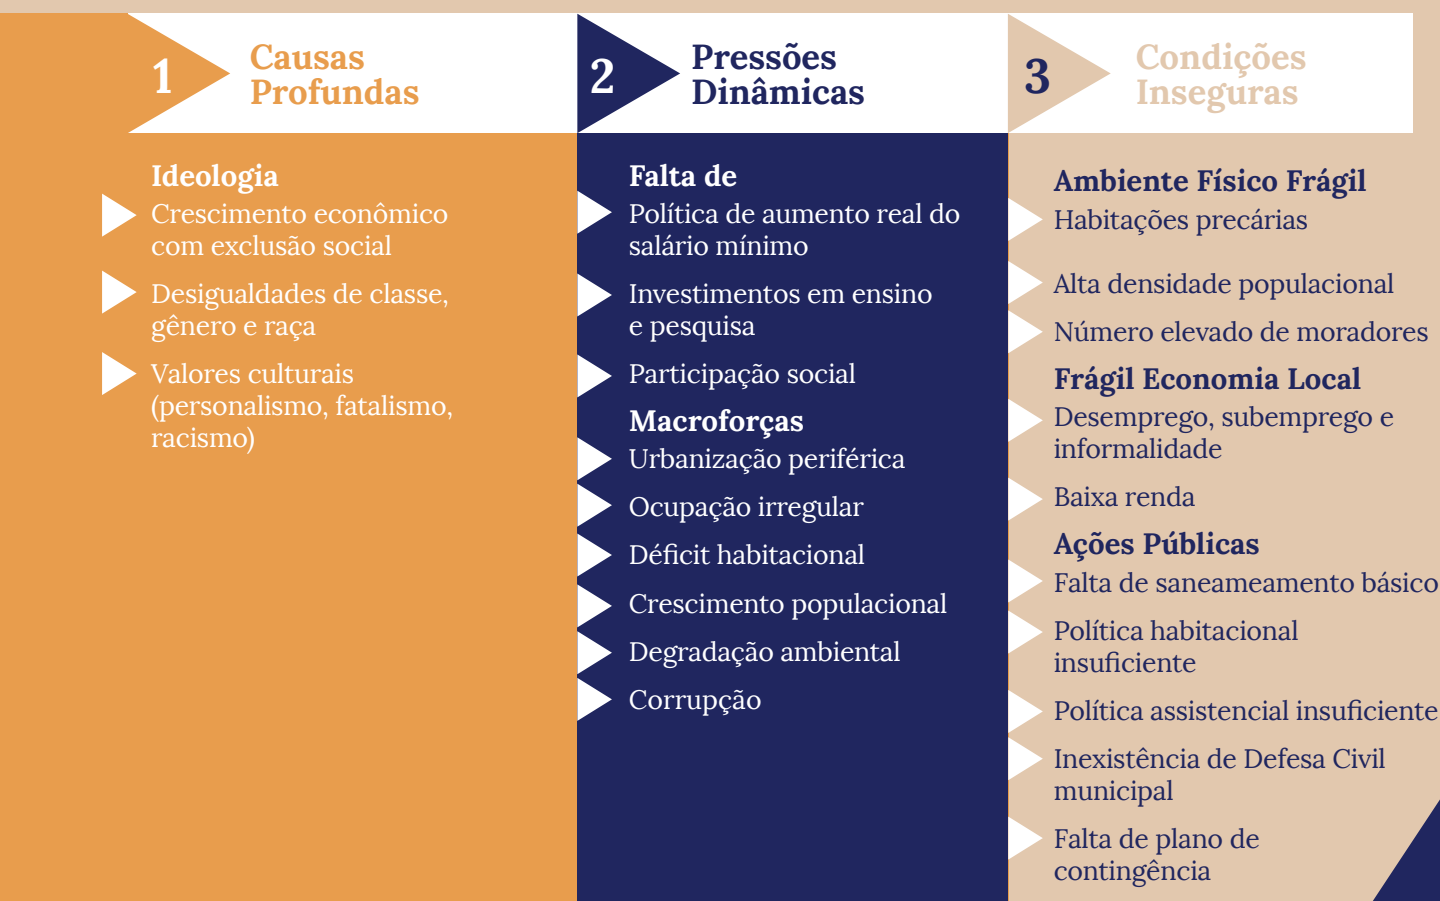 1
Causas
Profundas
Ideologia
Crescimento econômico
com exclusão social
Desigualdades de classe,
gênero e raça
Valores culturais
(personalismo, fatalismo,
racismo)
2
Pressões
Dinâmicas
Falta de
Política de aumento real do
salário mínimo
Investimentos em ensino
e pesquisa
Participação social
Macroforças
Urbanização periférica
Ocupação irregular
Déficit habitacional
Crescimento populacional
Degradação ambiental
Corrupção
3
Condições
Inseguras
Ambiente Físico Frágil
Habitações precárias
Alta densidade populacional
Número elevado de moradores
Frágil Economia Local
Desemprego, subemprego e
informalidade
Baixa renda
Ações Públicas
Falta de saneameamento básico
Política habitacional
insuficiente
Política assistencial insuficiente
Inexistência de Defesa Civil
municipal
Falta de plano de
contingência